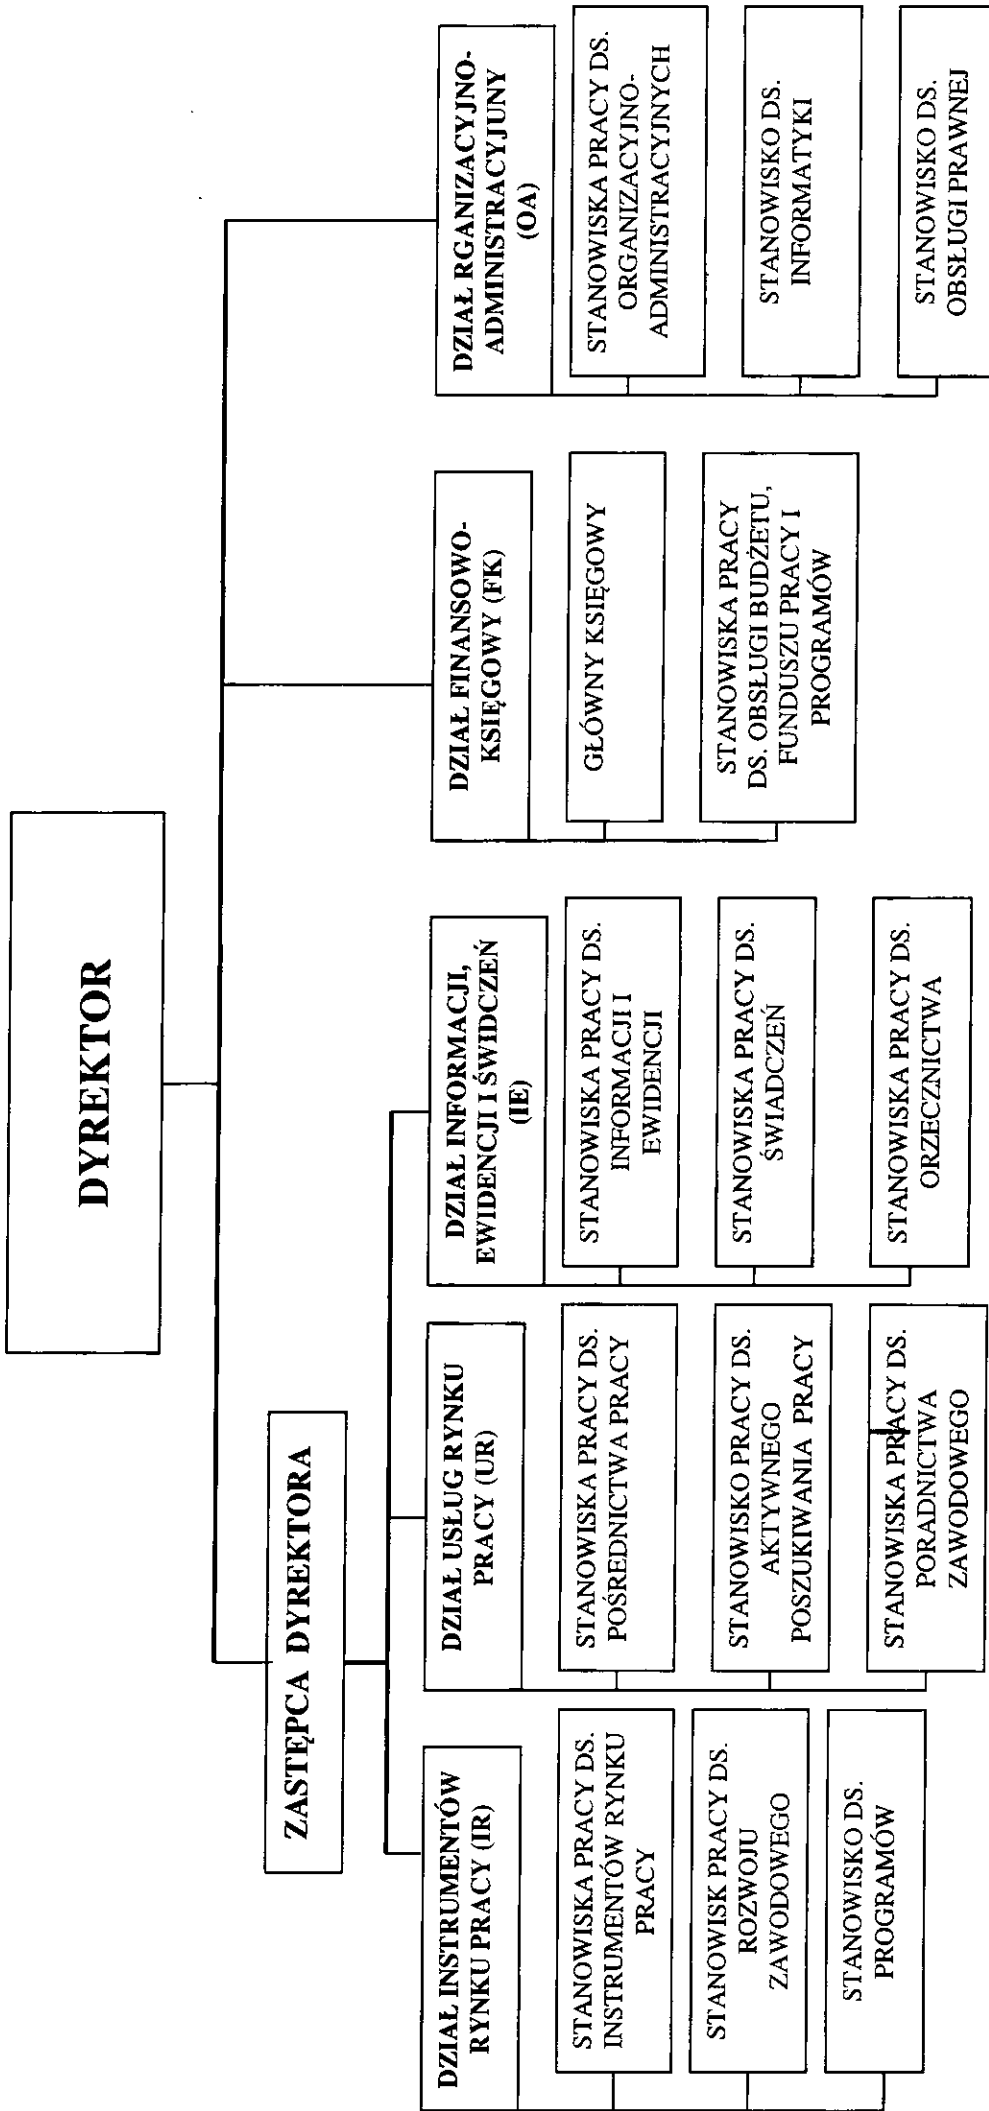 DYREKTOR
ZASTĘPCA DYREKTORA
DZIAŁ INSTRUMENTÓW
RYNKU PRACY (IR)
STANOWISKA PRACY DS.
INSTRUMENTÓW RYNKU
PRACY
STANOWISK PRACY DS.
ROZWOJU
ZAWODOWEGO
STANOWISKO DS.
PROGRAMÓW
DZIAŁ USŁUG RYNKU
PRACY (UR)
STANOWISKA PRACY DS.
POŚREDNICTWA PRACY
STANOWISKO PRACY DS.
AKTYWNEGO
POSZUKIWANIA PRACY
STANOWISKA PRACY DS.
PORADNICTWA
ZAWODOWEGO
DZIAŁ INFORMACJI,
EWIDENCJI I ŚWIDCZEŃ
(IE)
STANOWISKA PRACY DS.
INFORMACJI I
EWIDENCJI
STANOWISKA PRACY DS.
ŚWIADCZEŃ
STANOWISKA PRACY DS.
ORZECZNICTWA
DZIAŁ FINANSOWO-
KSIĘGOWY (FK)
GŁÓWNY KSIĘGOWY
STANOWISKA PRACY
DS. OBSŁUGI BUDŻETU,
FUNDUSZU PRACY I
PROGRAMÓW
DZIAŁ RGANIZACYJNO-
ADMINISTRACYJUNY
(OA)
STANOWISKA PRACY DS.
ORGANIZACYJNO-
ADMINISTRACYJNYCH
STANOWISKO DS.
INFORMATYKI
STANOWISKO DS.
OBSŁUGI PRAWNEJ